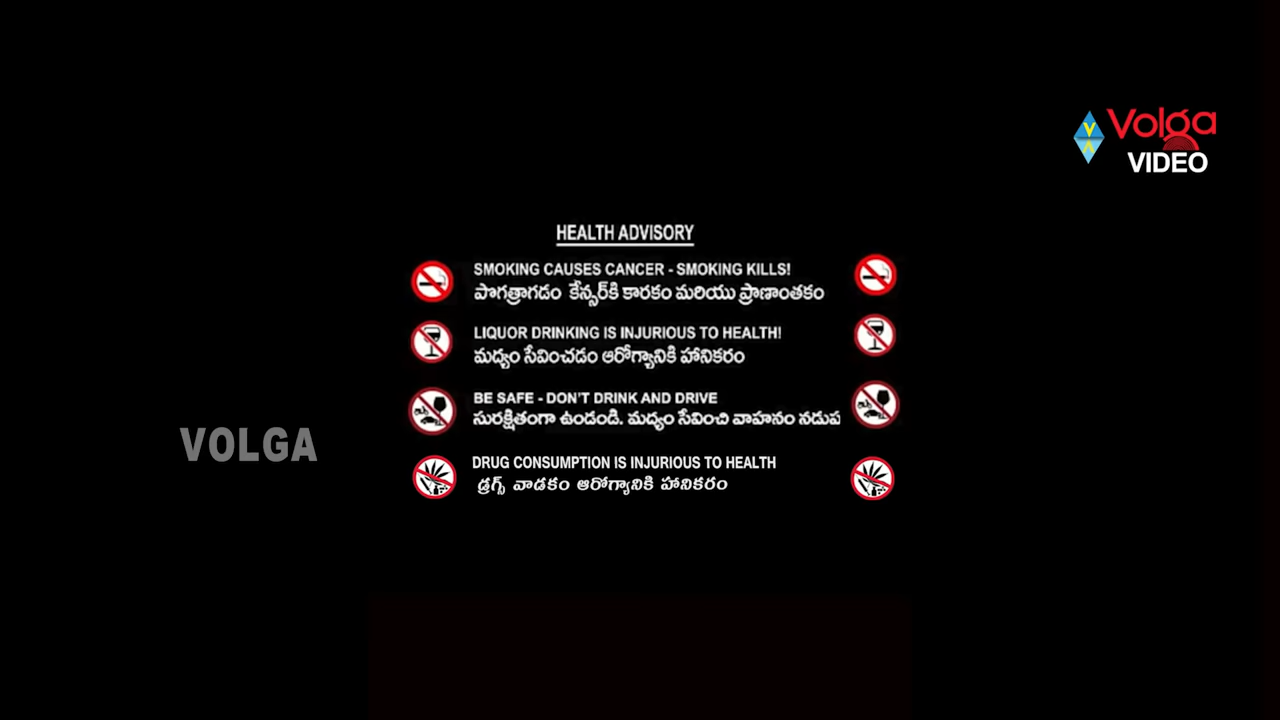 Volga
VIDEO
HEALTH ADVISORY
SMOKING CAUSES CANCER - SMOKING KILLS!
పొగత్రాగడం కేన్సర్‌కి కారకం మరియు ప్రాణాంతకం
LIQUOR DRINKING IS INJURIOUS TO HEALTH!
మద్యం సేవించడం ఆరోగ్యానికి హానికరం
BE SAFE - DON'T DRINK AND DRIVE
సురక్షితంగా ఉండండి. మద్యం సేవించి వాహనం నడుప
VOLGA
DRUG CONSUMPTION IS INJURIOUS TO HEALTH
డ్రగ్స్ వాడకం ఆరోగ్యానికి హానికరం